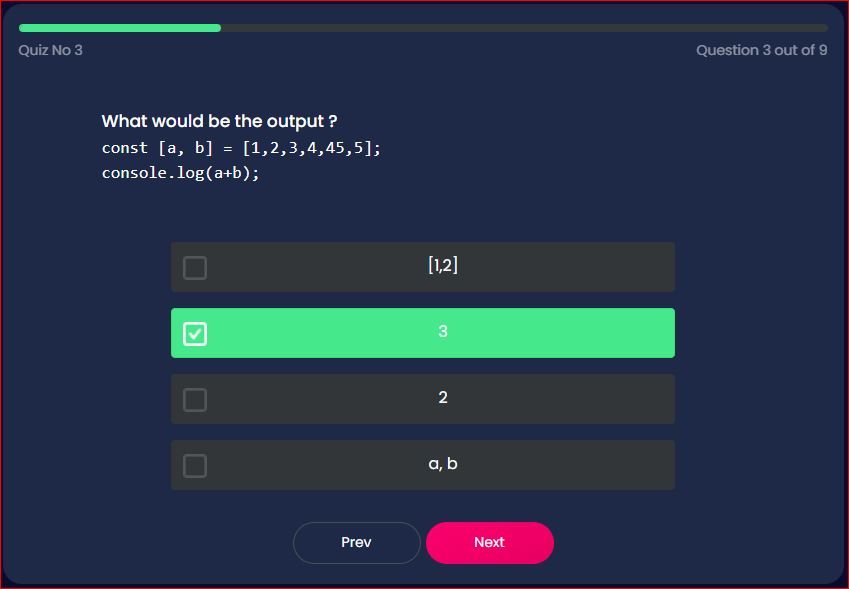 Quiz No 3
Question 3 out of 9
What would be the output ?
const [a, b] = [1,2,3,4,45,5];
console.log(a+b);
[1,2]
3
2
a, b
Prev
Next